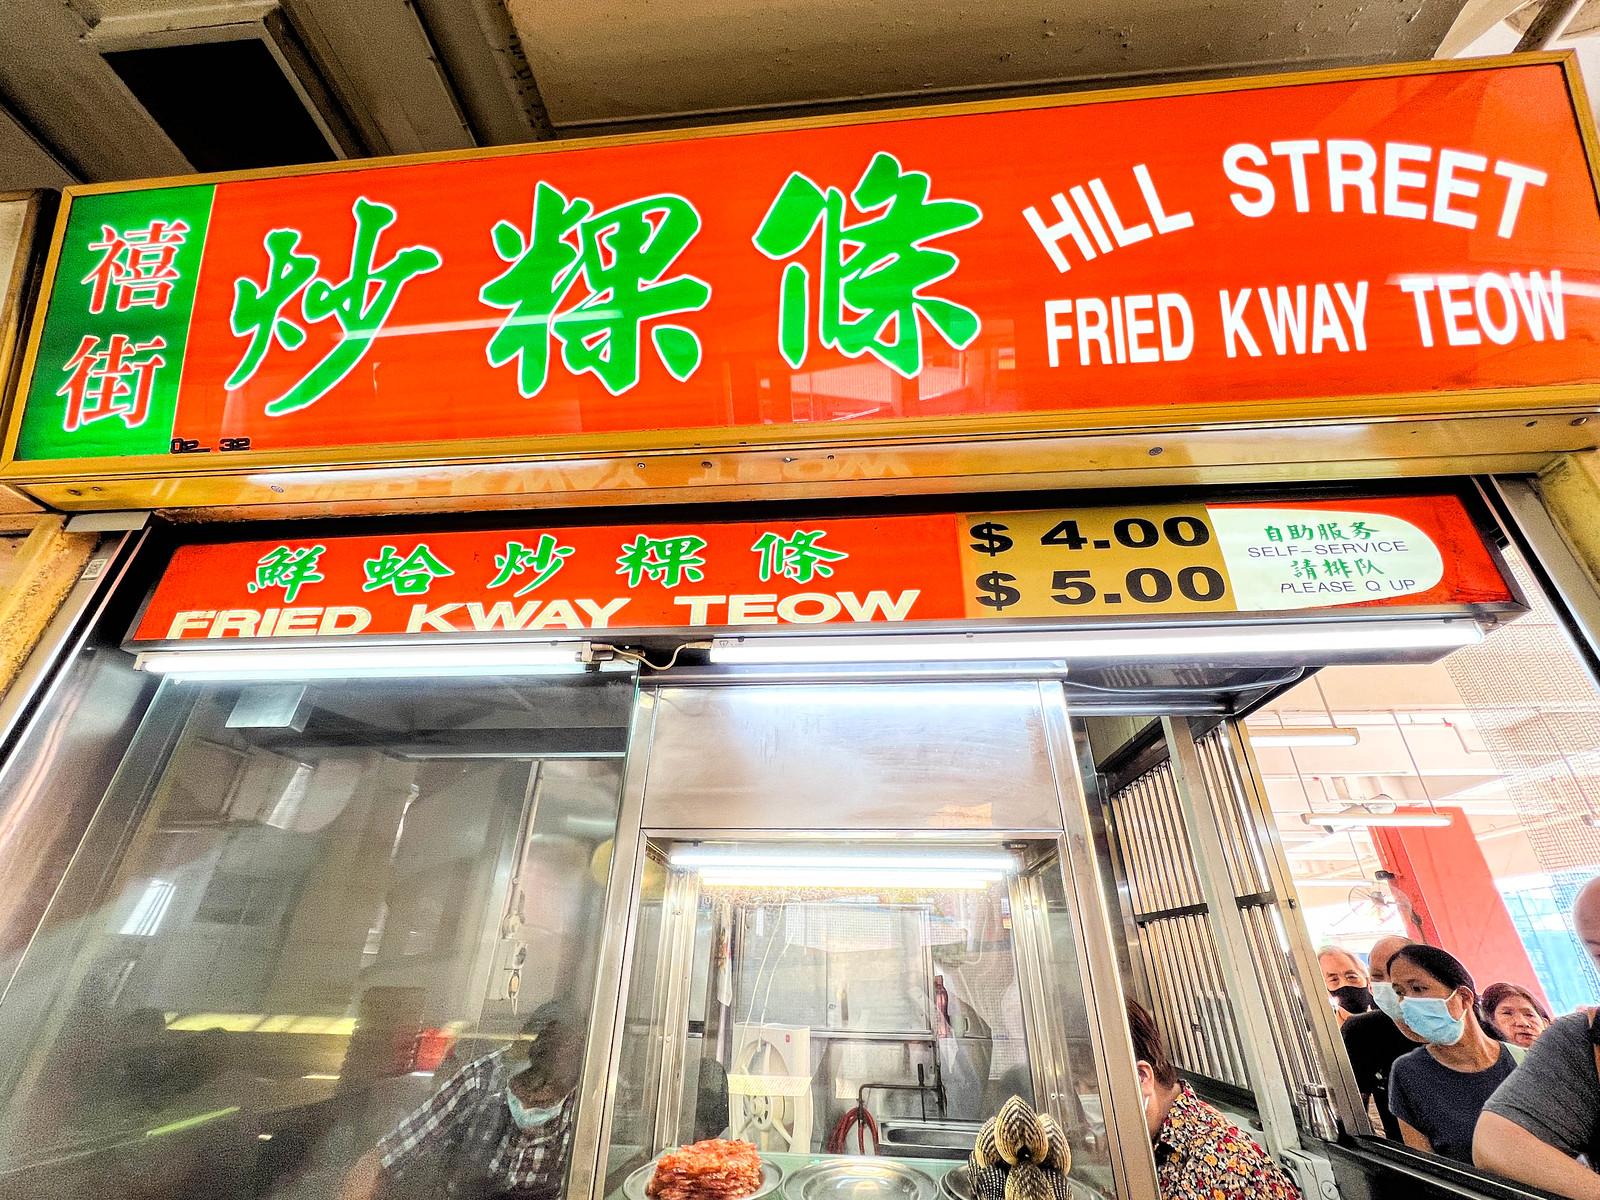 禧街
炒粿條
HILL STREET
FRIED KWAY TEOW
02-32
鮮蛤炒粿條
FRIED KWAY TEOW
$ 4.00
$ 5.00
自助服务
SELF-SERVICE
請排队
PLEASE Q UP